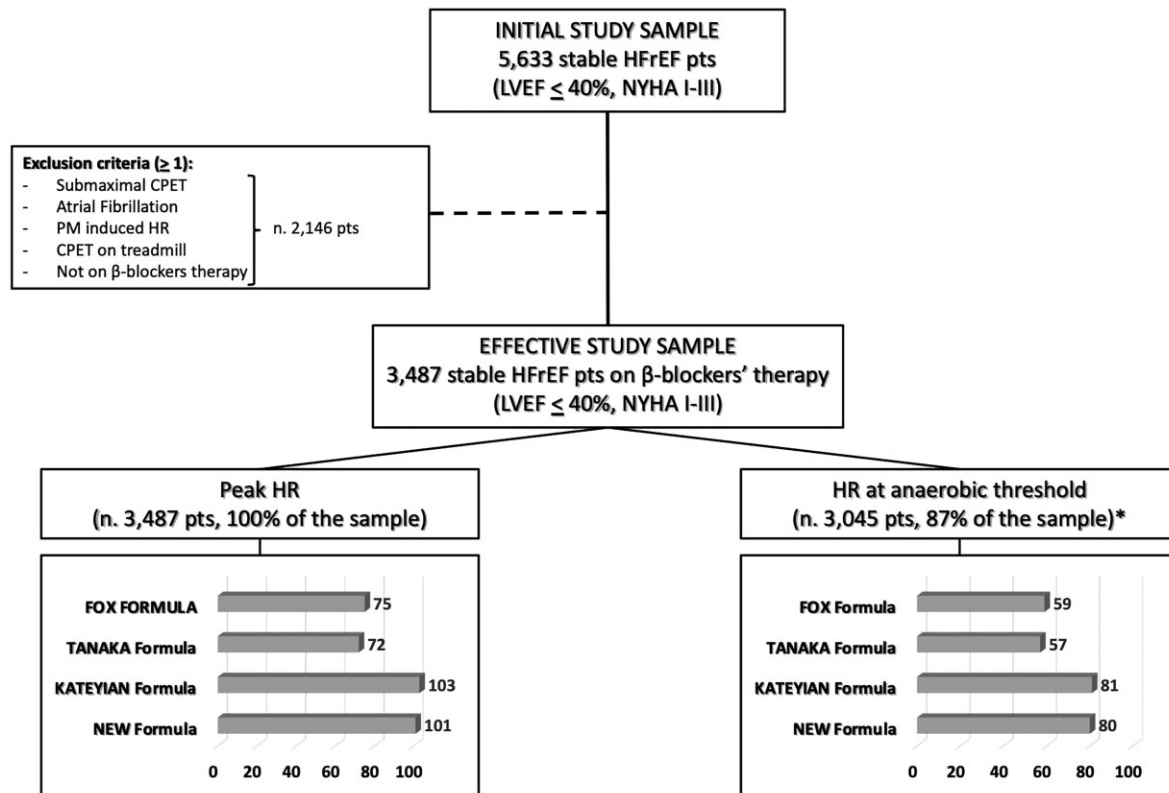 INITIAL STUDY SAMPLE
5,633 stable HFrEF pts
(LVEF ≤ 40%, NYHA I-III)
Exclusion criteria (≥ 1):
- Submaximal CPET
- Atrial Fibrillation
- PM induced HR
- CPET on treadmill
- Not on β-blockers therapy
n. 2,146 pts
EFFECTIVE STUDY SAMPLE
3,487 stable HFrEF pts on β-blockers’ therapy
(LVEF ≤ 40%, NYHA I-III)
Peak HR
(n. 3,487 pts, 100% of the sample)
FOX FORMULA 75
TANAKA Formula 72
KATEYIAN Formula 103
NEW Formula 101
0 20 40 60 80 100
HR at anaerobic threshold
(n. 3,045 pts, 87% of the sample)*
FOX Formula 59
TANAKA Formula 57
KATEYIAN Formula 81
NEW Formula 80
0 20 40 60 80 100